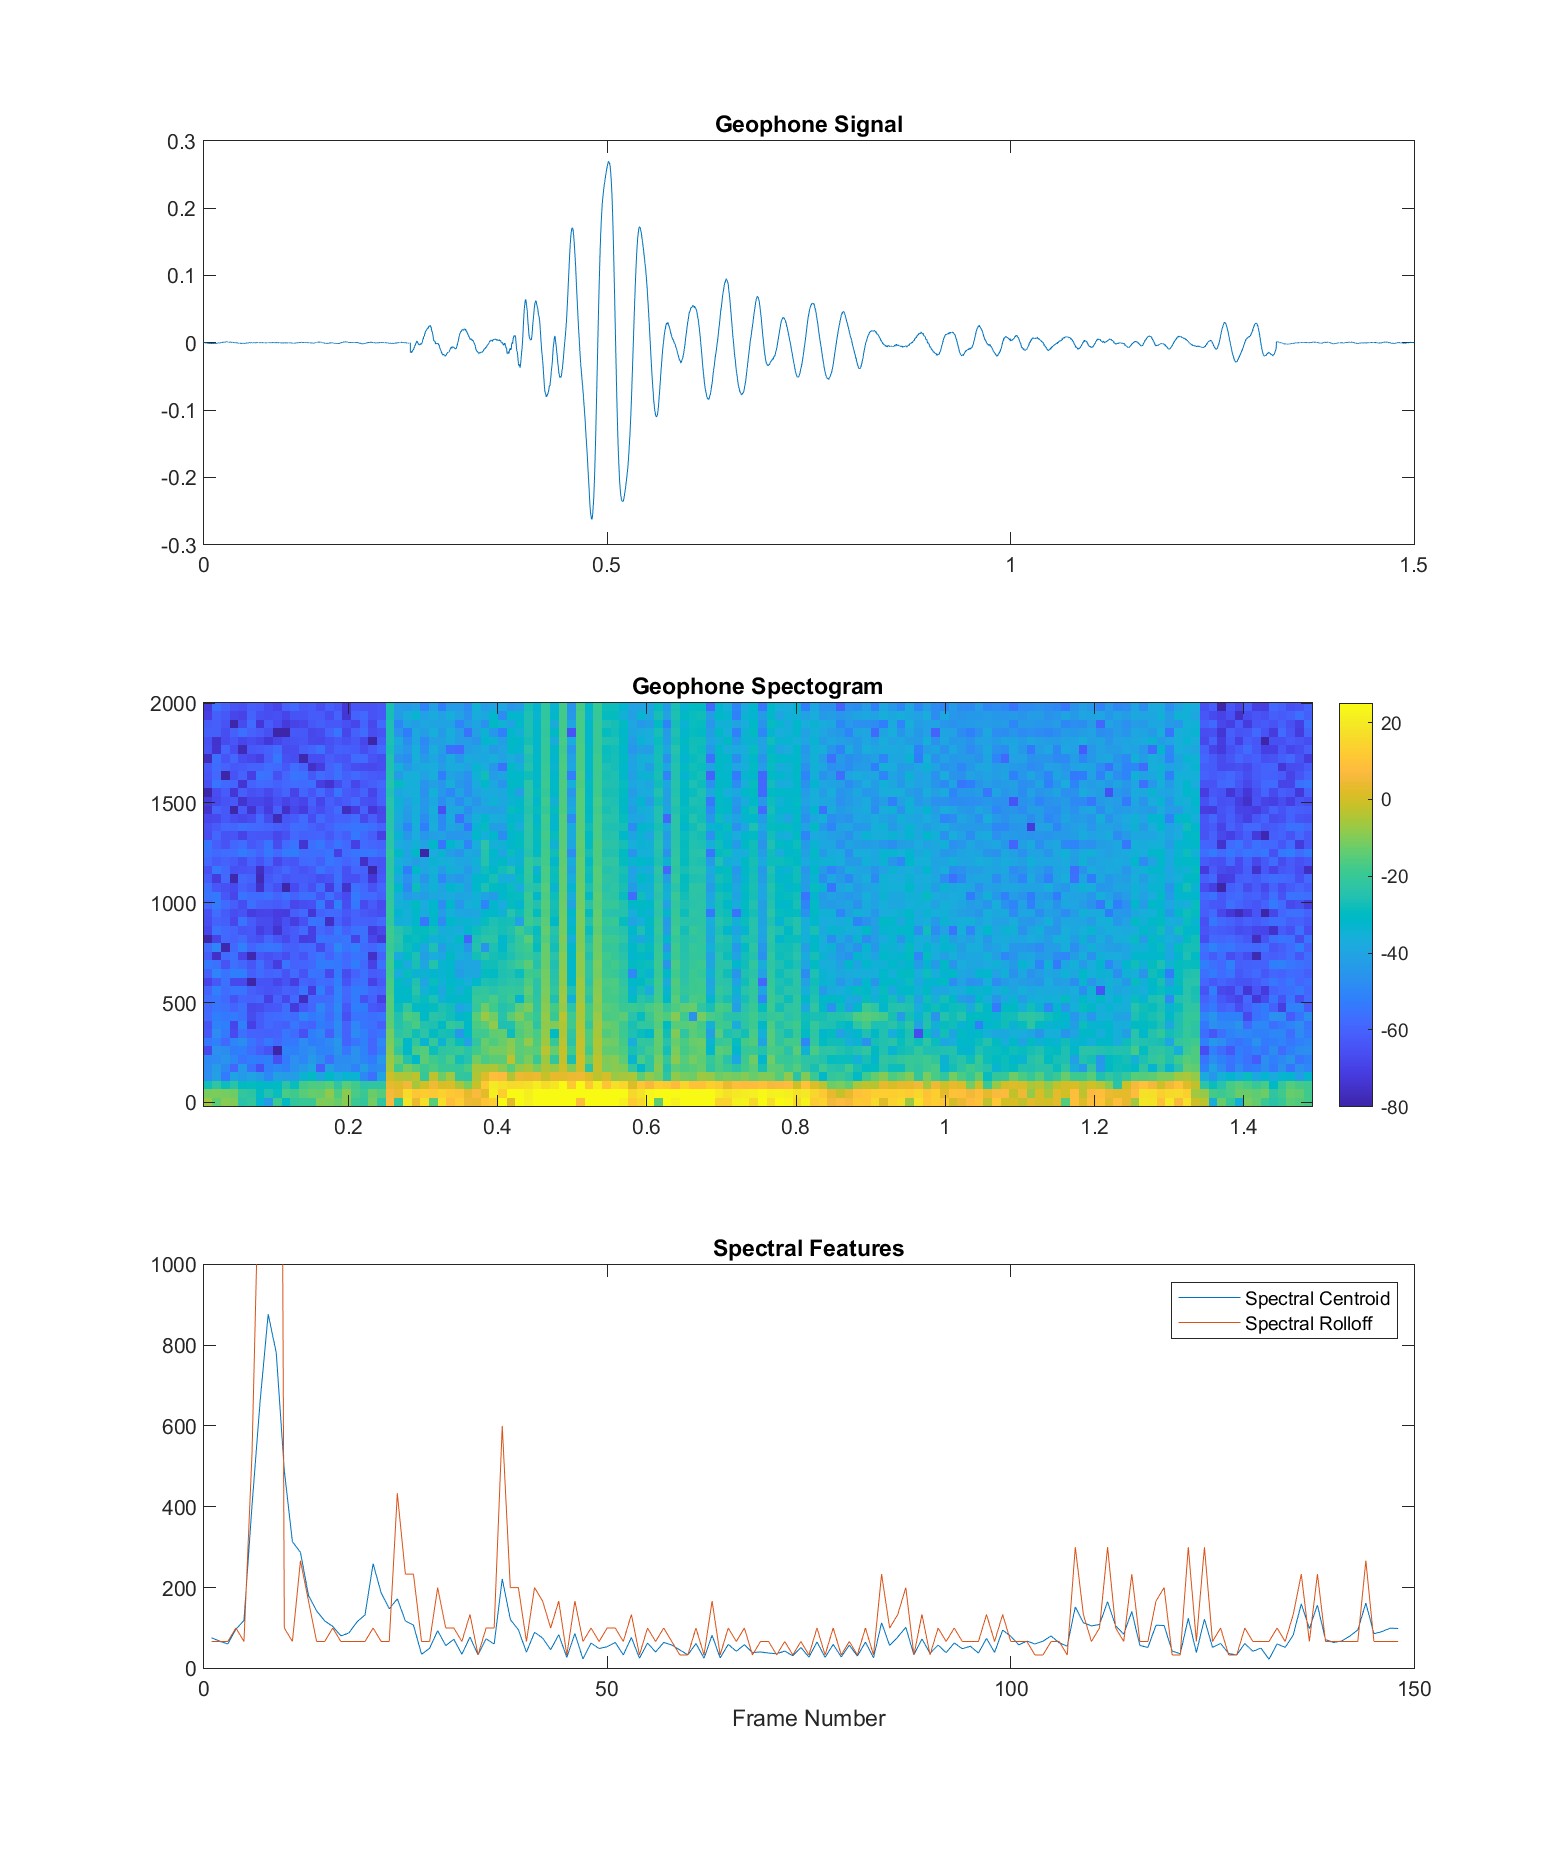 Geophone Signal
0.3
0.2
0.1
0
-0.1
-0.2
-0.3
0 0.5 1 1.5
Geophone Spectogram
2000
1500
1000
500
0
20
0
-20
-40
-60
-80
0.2 0.4 0.6 0.8 1 1.2 1.4
Spectral Features
1000
800
600
400
200
0
Spectral Centroid
Spectral Rolloff
0 50 100 150
Frame Number